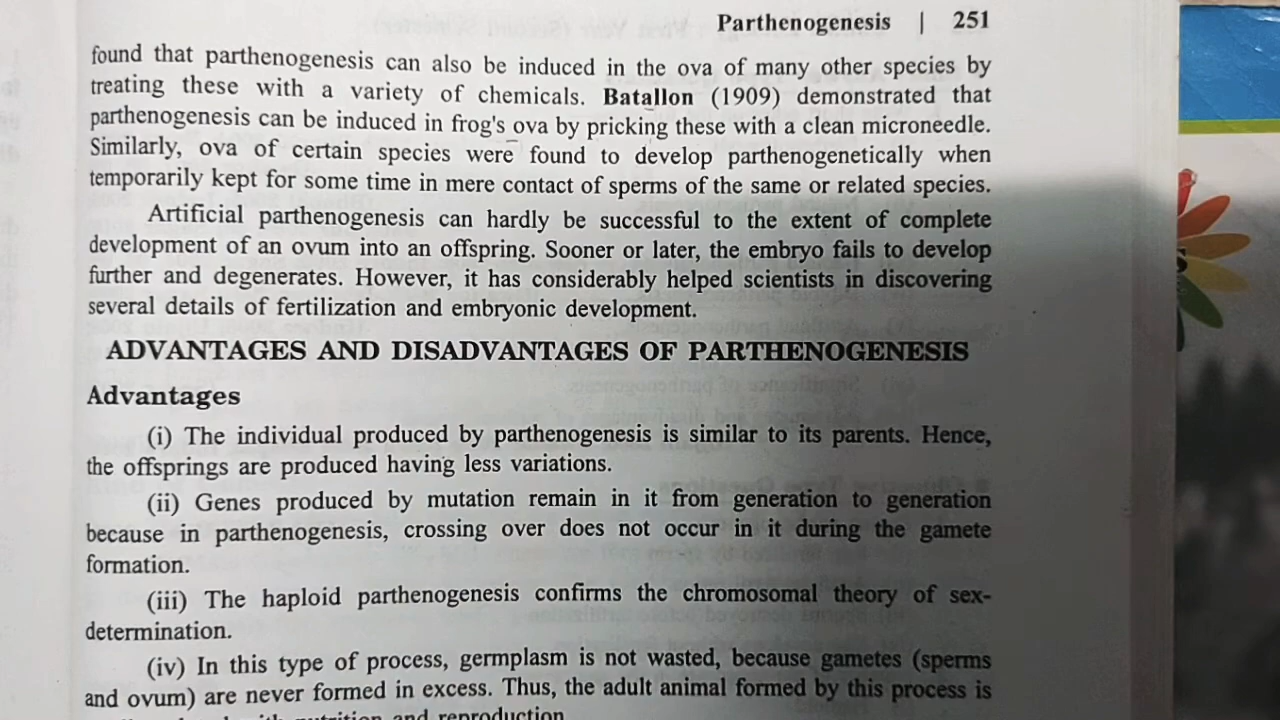 Parthenogenesis | 251
found that parthenogenesis can also be induced in the ova of many other species by
treating these with a variety of chemicals. Batallon (1909) demonstrated that
parthenogenesis can be induced in frog's ova by pricking these with a clean microneedle.
Similarly, ova of certain species were found to develop parthenogenetically when
temporarily kept for some time in mere contact of sperms of the same or related species.
Artificial parthenogenesis can hardly be successful to the extent of complete
development of an ovum into an offspring. Sooner or later, the embryo fails to develop
further and degenerates. However, it has considerably helped scientists in discovering
several details of fertilization and embryonic development.
ADVANTAGES AND DISADVANTAGES OF PARTHENOGENESIS
Advantages
(i) The individual produced by parthenogenesis is similar to its parents. Hence,
the offsprings are produced having less variations.
(ii) Genes produced by mutation remain in it from generation to generation
because in parthenogenesis, crossing over does not occur in it during the gamete
formation.
(iii) The haploid parthenogenesis confirms the chromosomal theory of sex-
determination.
(iv) In this type of process, germplasm is not wasted, because gametes (sperms
and ovum) are never formed in excess. Thus, the adult animal formed by this process is
nutrition and reproduction